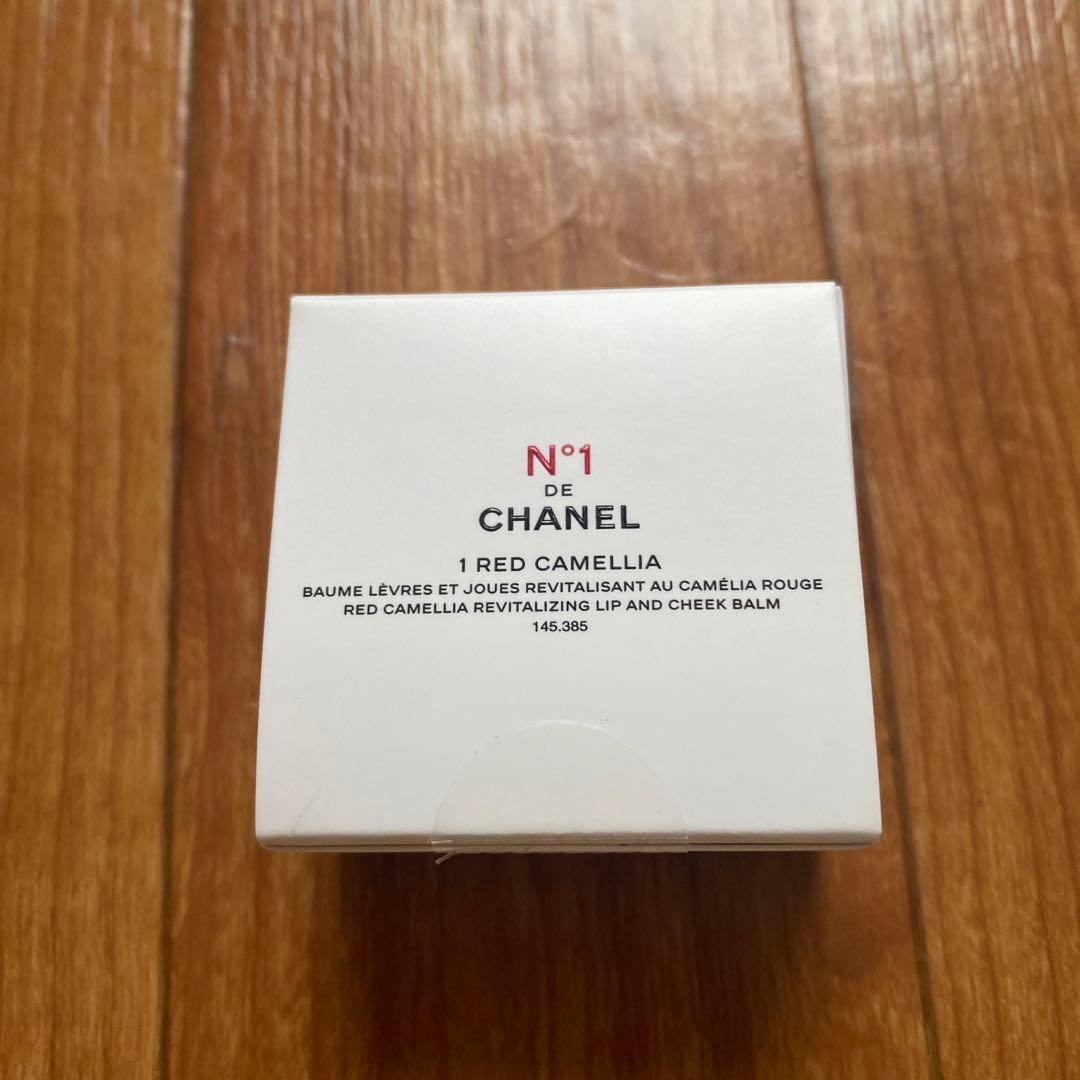 N°1
DE
CHANEL
1 RED CAMELLIA
BAUME LÈVRES ET JOUES REVITALISANT AU CAMÉLIA ROUGE
RED CAMELLIA REVITALIZING LIP AND CHEEK BALM
145.385